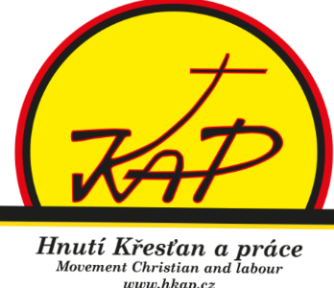 KAP
Hnutí Křesťan a práce
Movement Christian and labour
www.hkap.cz